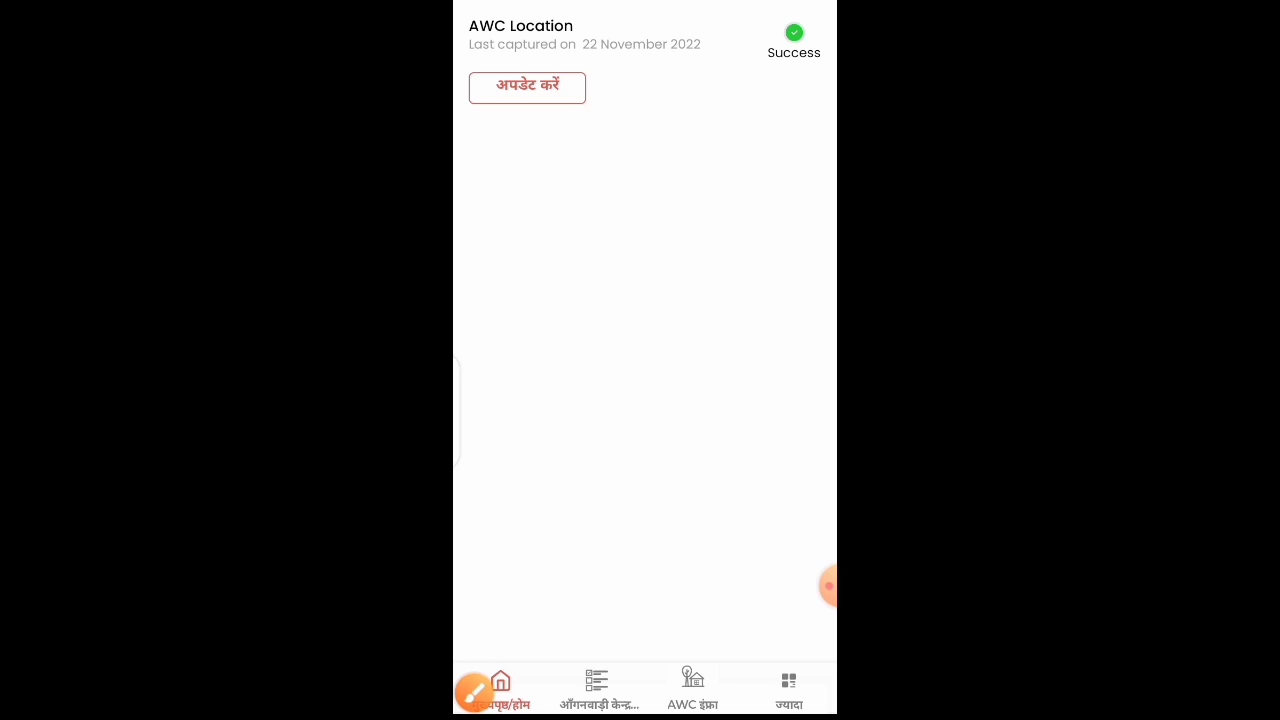 AWC Location
Last captured on 22 November 2022
Success
अपडेट करें
आँगनवाड़ी केन्द्र...
AWC इंफ्रा
ज्यादा